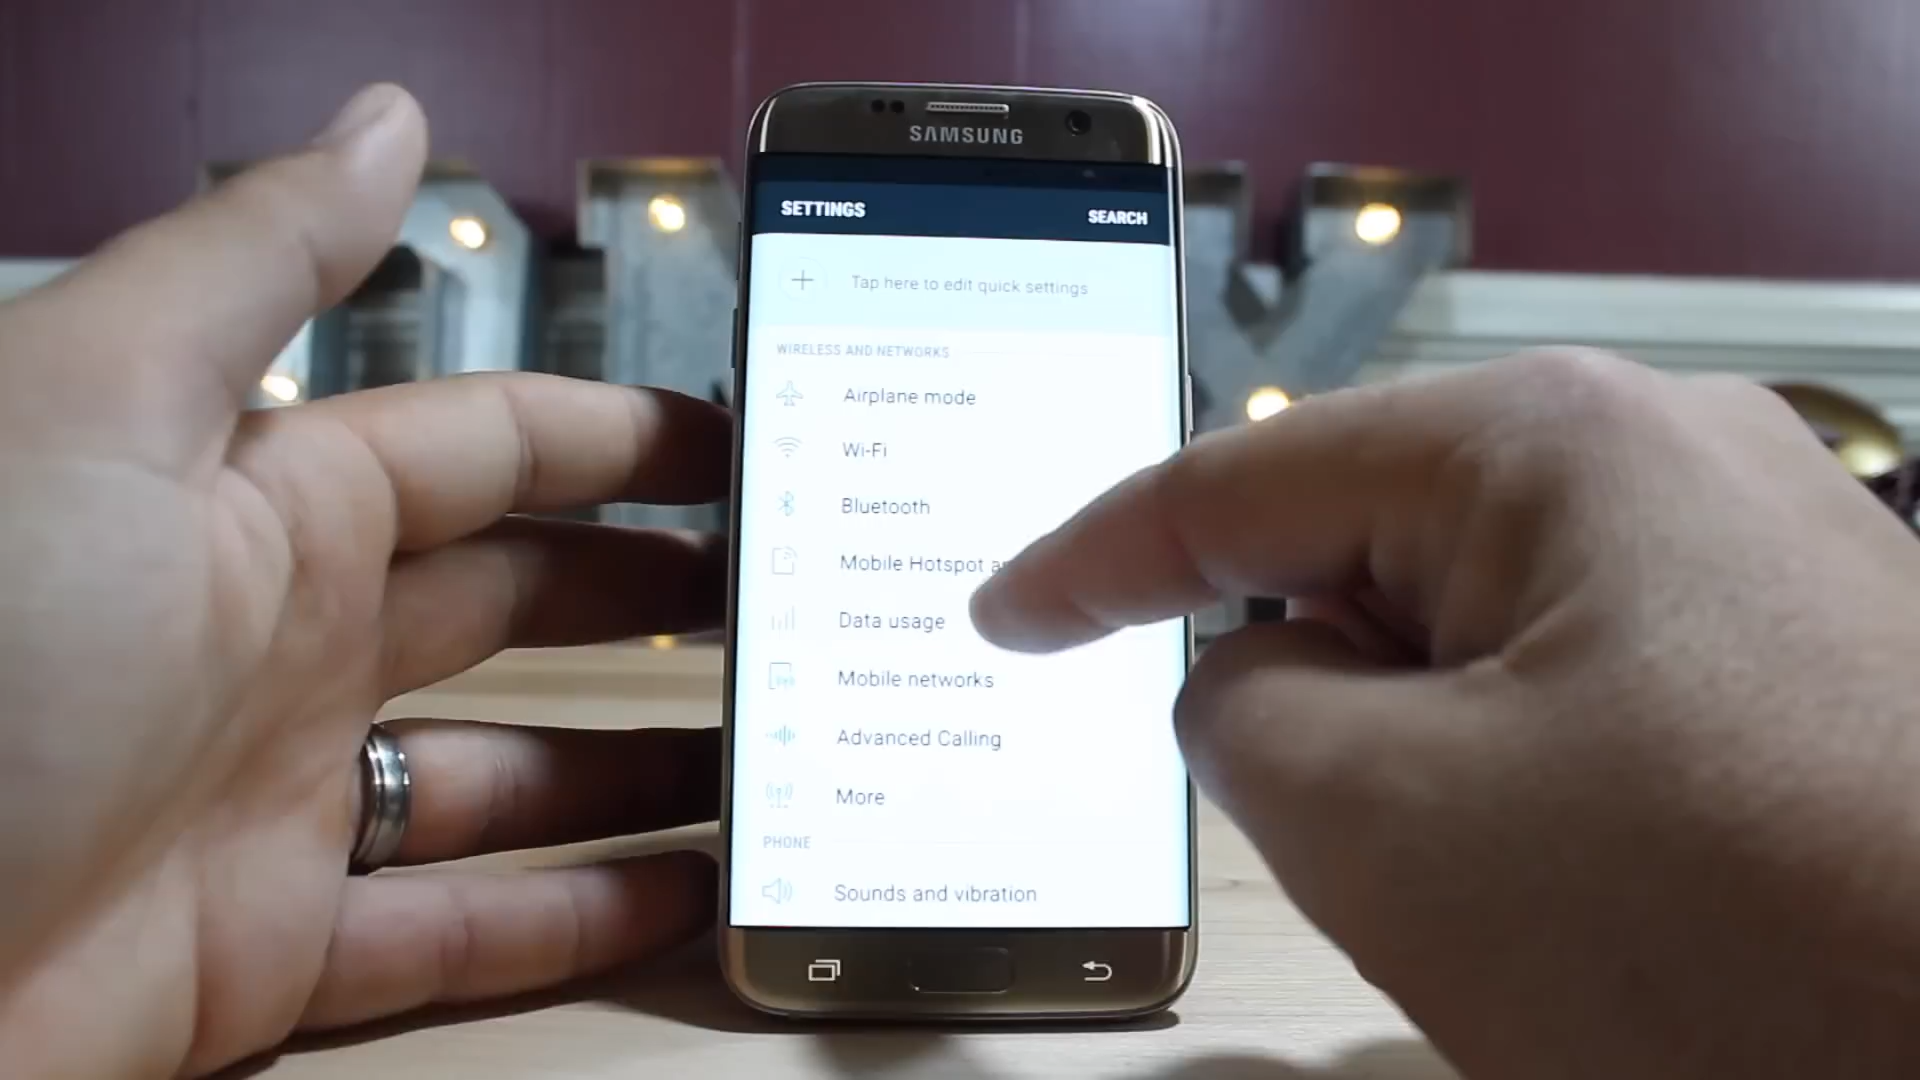 SAMSUNG
SETTINGS
SEARCH
Tap here to edit quick settings
WIRELESS AND NETWORKS
Airplane mode
Wi-Fi
Bluetooth
Mobile Hotspot
Data usage
Mobile networks
Advanced Calling
More
PHONE
Sounds and vibration